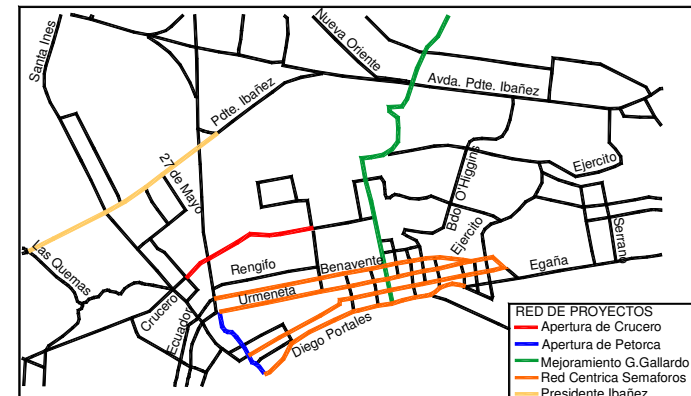 Santa Ines
Nueva Oriente
Avda. Pdte. Ibañez
Pdte. Ibañez
27 de Mayo
Bdo. O'Higgins
Ejercito
Ejercito
Serrano
Las Quemas
Rengifo
Benavente
Egaña
Urmeneta
Crucero
Ecuador
Diego Portales
RED DE PROYECTOS
Apertura de Crucero
Apertura de Petorca
Mejoramiento G.Gallardo
Red Centrica Semaforos
Presidente Ibañez